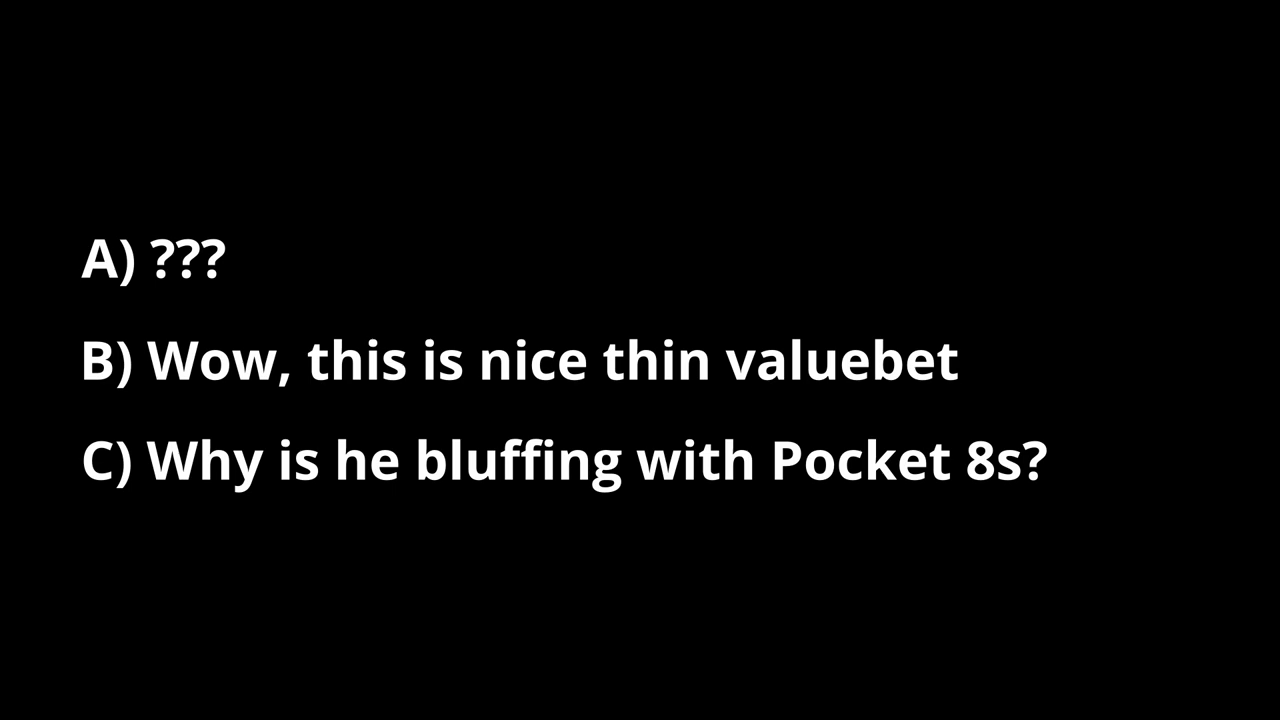 A) ???
B) Wow, this is nice thin valuebet
C) Why is he bluffing with Pocket 8s?